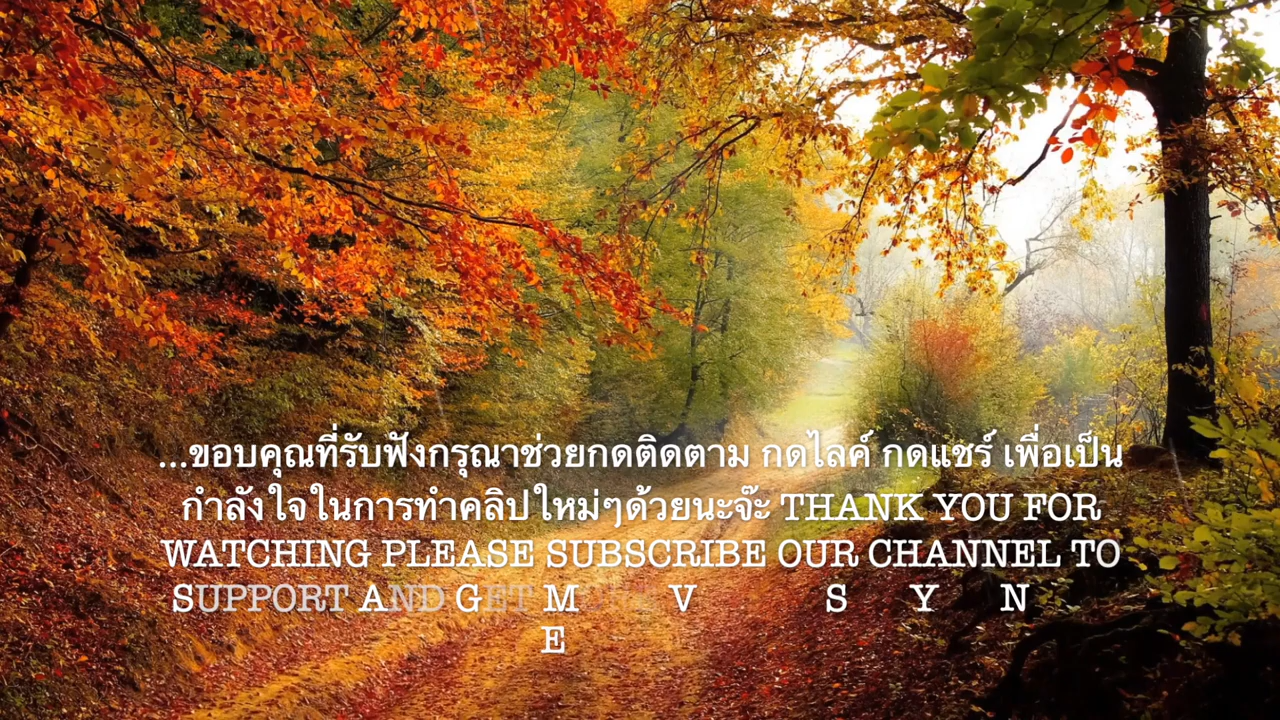 ...ขอบคุณที่รับฟังกรุณาช่วยกดติดตาม กดไลค์ กดแชร์ เพื่อเป็น
กำลังใจในการทำคลิปใหม่ๆด้วยนะจ๊ะ THANK YOU FOR
WATCHING PLEASE SUBSCRIBE OUR CHANNEL TO
SUPPORT AND GET M V S Y N
E